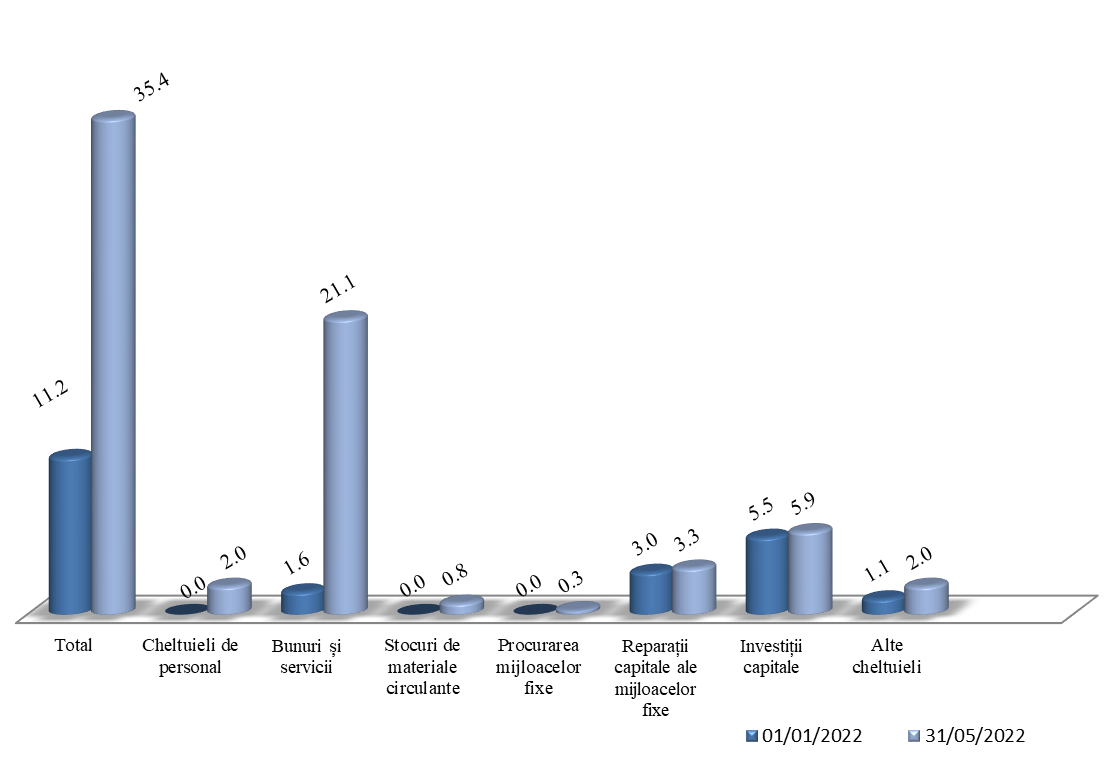 35.4
11.2
21.1
0.0
2.0
1.6
0.0
0.8
0.0
0.3
3.0
3.3
5.5
5.9
1.1
2.0
Total
Cheltuieli de
personal
Bunuri și
servicii
Stocuri de
materiale
circulante
Procurarea
mijloacelor
fixe
Reparații
capitale ale
mijloacelor
fixe
Investiții
capitale
Alte
cheltuieli
01/01/2022
31/05/2022